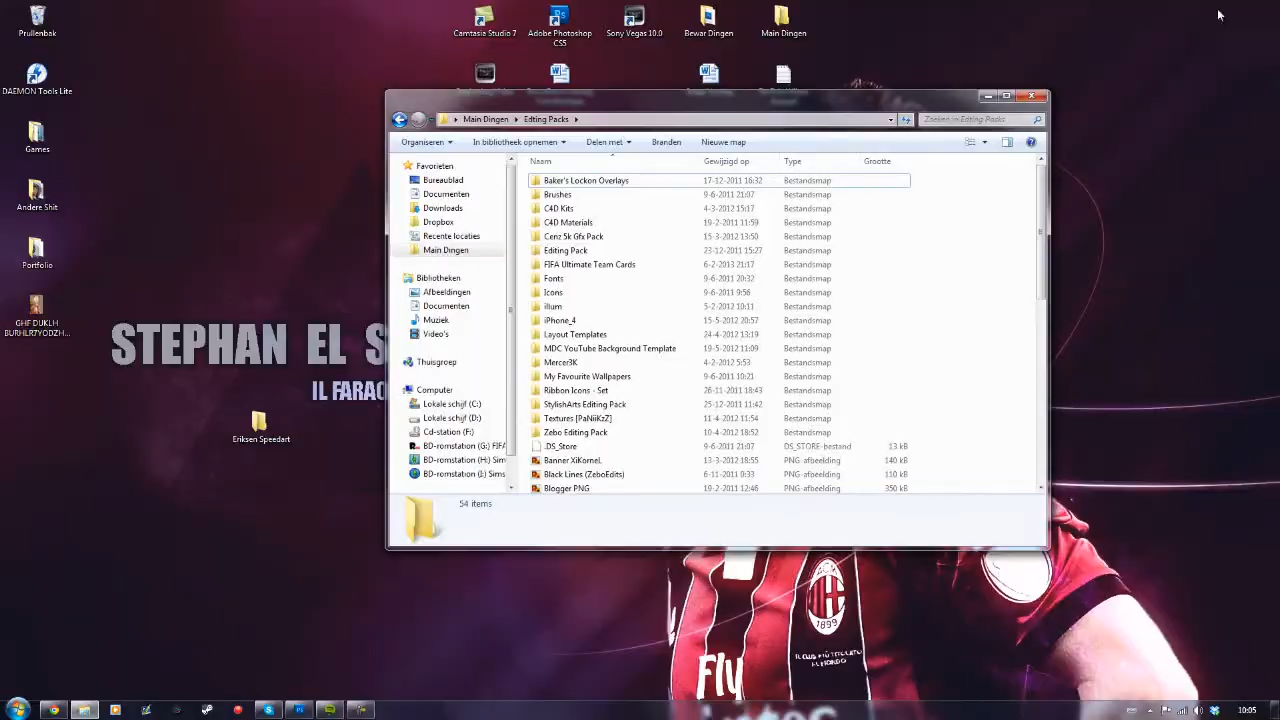 Prullenbak
Camtasia Studio 7
Adobe Photoshop
CS5
Sony Vegas 10.0
Bewar Dingen
Main Dingen
DAEMON Tools Lite
Games
Andere Shit
Portfolio
GHF DUKLH
BURHLR7YODZH...
STEPHAN EL S
IL FARAO
Eriksen Speedart
Main Dingen
Edting Packs
Zoeken in Edting Packs
Organiseren
In bibliotheek opnemen
Delen met
Branden
Nieuwe map
Naam Gewijzigd op Type Grootte
Favorieten
Bureaublad
Documenten
Downloads
Dropbox
Recente locaties
Main Dingen
Bibliotheken
Afbeeldingen
Documenten
Muziek
Video's
Thuisgroep
Computer
Lokale schijf (C:)
Lokale schijf (D:)
Cd-station (F:)
BD-romstation (G:) FIFA
BD-romstation (H:) Sim
BD-romstation (I:) Sims
Baker's Lockon Overlays 17-12-2011 16:32 Bestandsmap
Brushes 9-6-2011 21:07 Bestandsmap
C4D Kits 4-3-2012 15:17 Bestandsmap
C4D Materials 19-2-2011 11:59 Bestandsmap
Cenz 5k Gfx Pack 15-3-2012 13:50 Bestandsmap
Editing Pack 23-12-2011 15:27 Bestandsmap
FIFA Ultimate Team Cards 6-2-2013 21:17 Bestandsmap
Fonts 9-6-2011 20:32 Bestandsmap
Icons 9-6-2011 9:56 Bestandsmap
illum 5-2-2012 10:11 Bestandsmap
iPhone_4 15-5-2012 20:57 Bestandsmap
Layout Templates 24-4-2012 13:19 Bestandsmap
MDC YouTube Background Template 19-5-2012 11:09 Bestandsmap
Mercer3K 4-2-2012 5:53 Bestandsmap
My Favourite Wallpapers 9-6-2011 10:21 Bestandsmap
Ribbon Icons - Set 26-11-2011 18:43 Bestandsmap
StylishArts Editing Pack 25-12-2011 11:42 Bestandsmap
Textures [PaNiiKzZ] 11-4-2012 11:54 Bestandsmap
Zebo Editing Pack 10-4-2012 18:52 Bestandsmap
.DS_Store 9-6-2011 21:07 DS_STORE-bestand 13 kB
Banner XiKorneL 13-3-2012 18:55 PNG-afbeelding 140 kB
Black Lines (ZeboEdits) 6-11-2011 0:33 PNG-afbeelding 110 kB
Blogger PNG 19-2-2011 12:46 PNG-afbeelding 350 kB
54 items
1899
IL CLUB PIÙ TITOLATO
AL MONDO
Fly
10:05